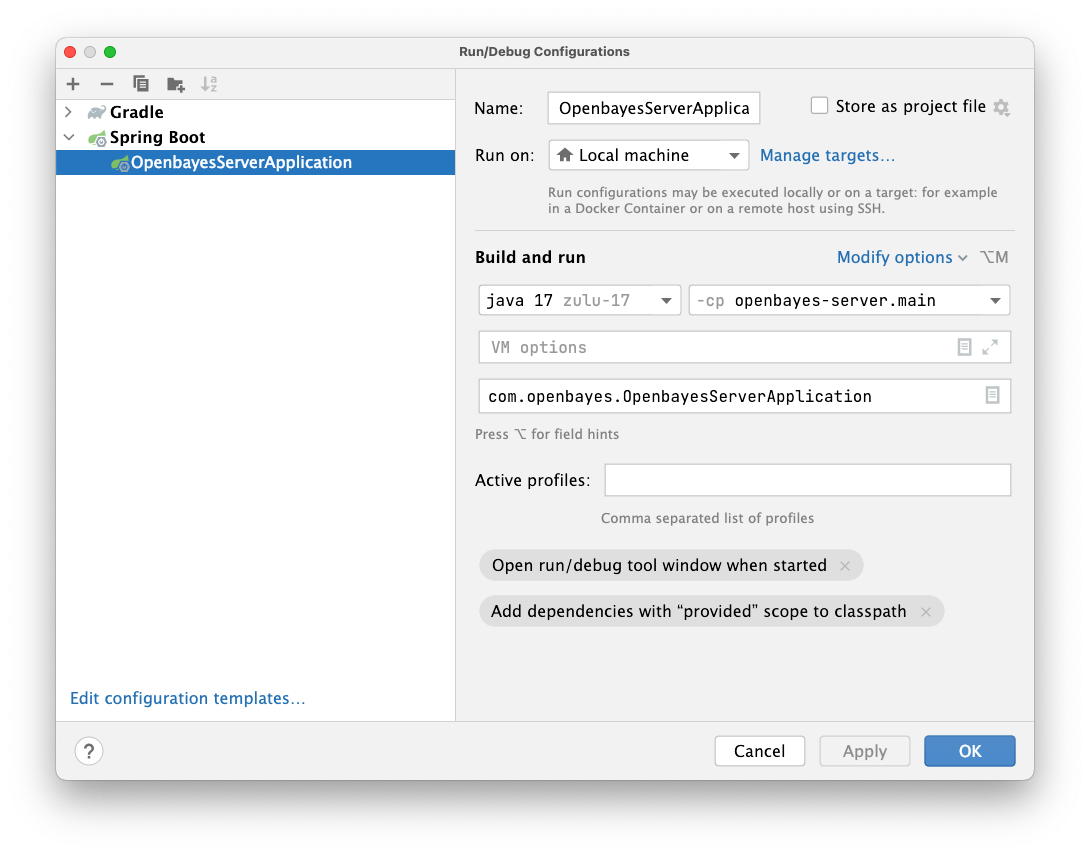 Run/Debug Configurations
Gradle
Spring Boot
OpenbayesServerApplication
Edit configuration templates…
Name: OpenbayesServerApplica
Store as project file
Run on: Local machine Manage targets…
Run configurations may be executed locally or on a target: for example
in a Docker Container or on a remote host using SSH.
Build and run Modify options ⌥M
java 17 zulu-17 -cp openbayes-server.main
VM options
com.openbayes.OpenbayesServerApplication
Press ⌥ for field hints
Active profiles:
Comma separated list of profiles
Open run/debug tool window when started ×
Add dependencies with “provided” scope to classpath ×
? Cancel Apply OK